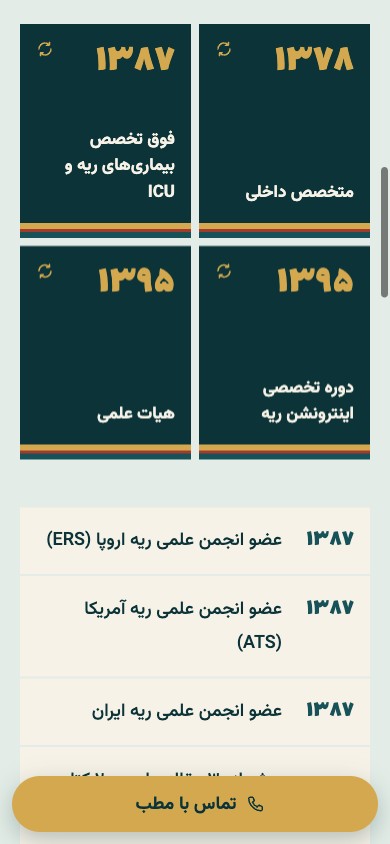 ۱۳۷۸
متخصص داخلی
۱۳۸۷
فوق تخصص
بیماری‌های ریه و
ICU
۱۳۹۵
دوره تخصصی
اینترونشن ریه
۱۳۹۵
هیات علمی
۱۳۸۷
عضو انجمن علمی ریه اروپا (ERS)
۱۳۸۷
عضو انجمن علمی ریه آمریکا
(ATS)
۱۳۸۷
عضو انجمن علمی ریه ایران
تماس با مطب